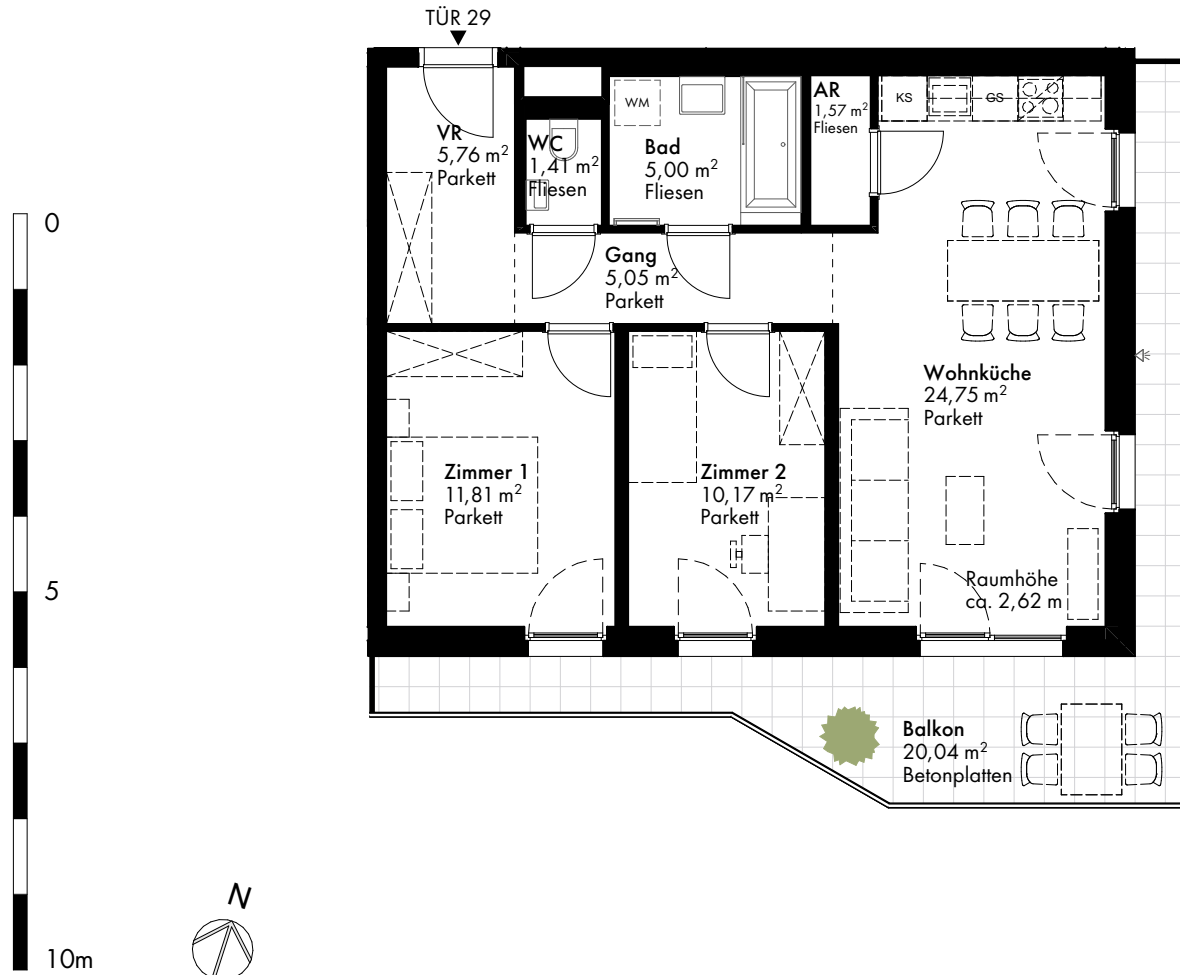 TÜR 29
VR
5,76 m²
Parkett
WC
1,41 m²
Fliesen
WM
Bad
5,00 m²
Fliesen
AR
1,57 m²
Fliesen
KS
GS
Gang
5,05 m²
Parkett
Wohnküche
24,75 m²
Parkett
Zimmer 1
11,81 m²
Parkett
Zimmer 2
10,17 m²
Parkett
Raumhöhe
ca. 2,62 m
Balkon
20,04 m²
Betonplatten
0
5
10m
N